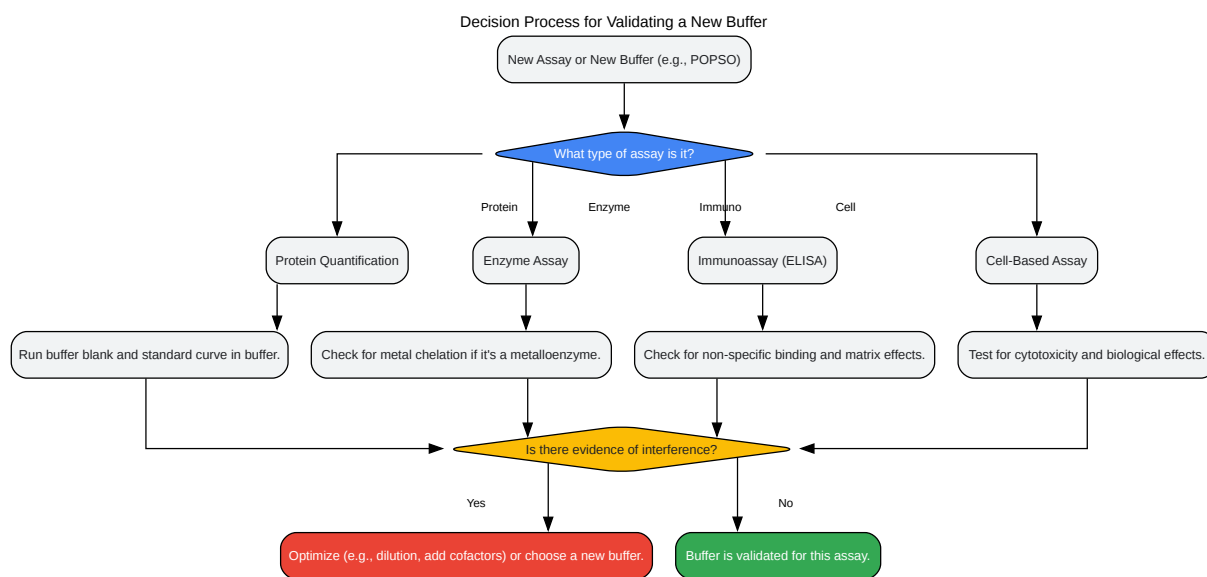 Decision Process for Validating a New Buffer
New Assay or New Buffer (e.g., POPSO)
What type of assay is it?
Protein
Enzyme
Immuno
Cell
Protein Quantification
Enzyme Assay
Immunoassay (ELISA)
Cell-Based Assay
Run buffer blank and standard curve in buffer.
Check for metal chelation if it's a metalloenzyme.
Check for non-specific binding and matrix effects.
Test for cytotoxicity and biological effects.
Is there evidence of interference?
Yes
No
Optimize (e.g., dilution, add cofactors) or choose a new buffer.
Buffer is validated for this assay.